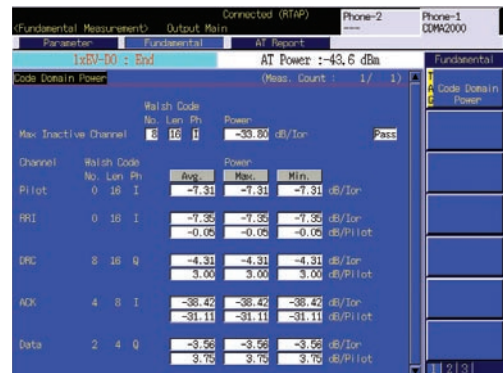 Connected (RTAP)
<Fundamental Measurement> Output Main
Phone-2
Phone-1
CDMA2000
Parameter Fundamental AT Report
Fundamental
1xEV-DO : End AT Power :-43.6 dBm
Code Domain Power (Meas. Count : 1/ 1)
TAG
Code Domain
Power
Walsh Code
No. Len Ph Power
Max Inactive Channel 8 16 I -33.80 dB/Ior Pass
Channel Walsh Code Power
No. Len Ph Avg. Max. Min.
Pilot 0 16 I -7.31 -7.31 -7.31 dB/Ior
RRI 0 16 I -7.35 -7.35 -7.35 dB/Ior
-0.05 -0.05 -0.05 dB/Pilot
DRC 8 16 Q -4.31 -4.31 -4.31 dB/Ior
3.00 3.00 3.00 dB/Pilot
ACK 4 8 I -38.42 -38.42 -38.42 dB/Ior
-31.11 -31.11 -31.11 dB/Pilot
Data 2 4 Q -3.56 -3.56 -3.56 dB/Ior
3.75 3.75 3.75 dB/Pilot
1 2 3